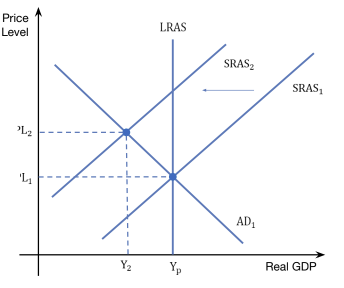 Price
Level
LRAS
SRAS2
SRAS1
'L2
'L1
AD1
Y2
Yp
Real GDP